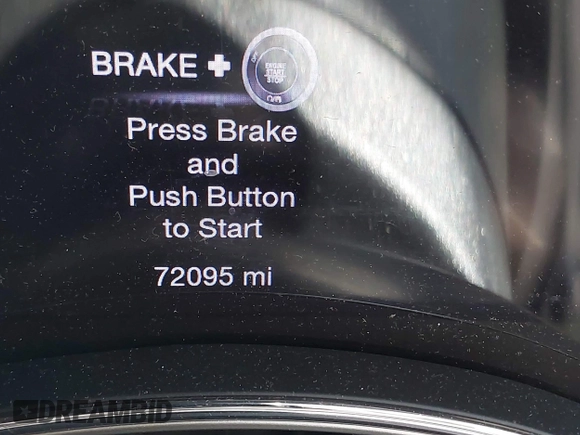 BRAKE +
ENGINE
START
STOP
Press Brake
and
Push Button
to Start
72095 mi
DREAMBID